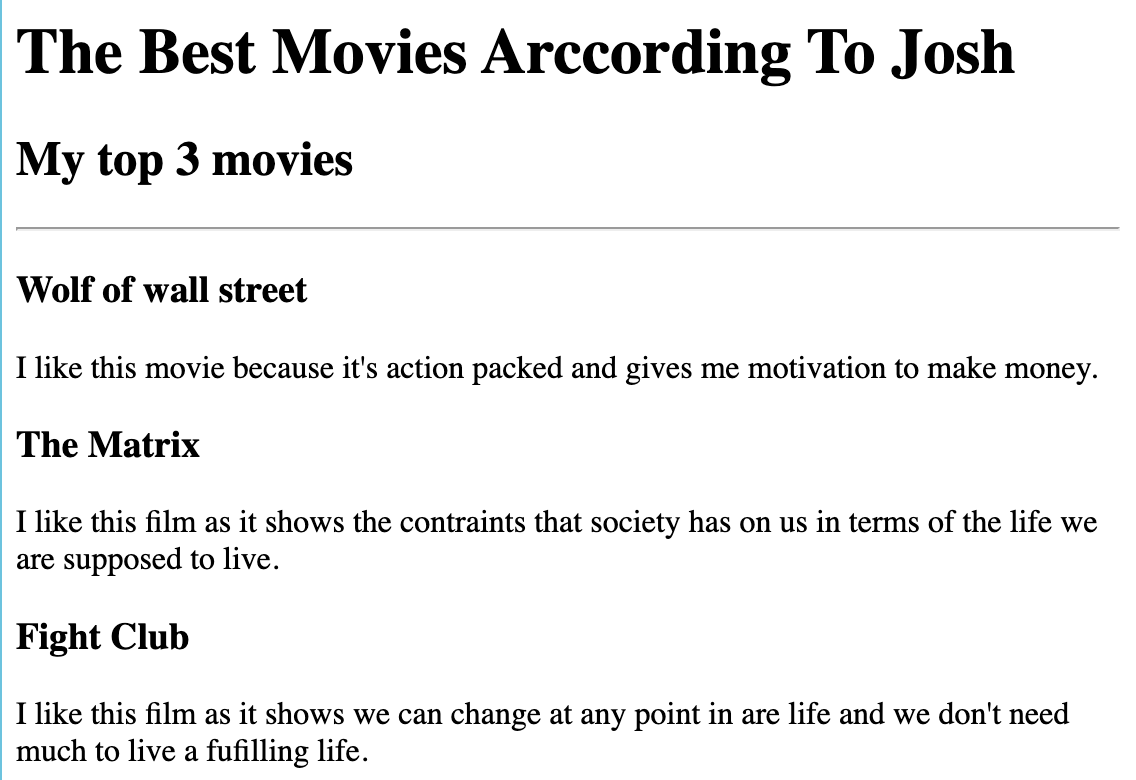 The Best Movies Arccording To Josh
My top 3 movies
Wolf of wall street
I like this movie because it's action packed and gives me motivation to make money.
The Matrix
I like this film as it shows the contraints that society has on us in terms of the life we
are supposed to live.
Fight Club
I like this film as it shows we can change at any point in are life and we don't need
much to live a fufilling life.